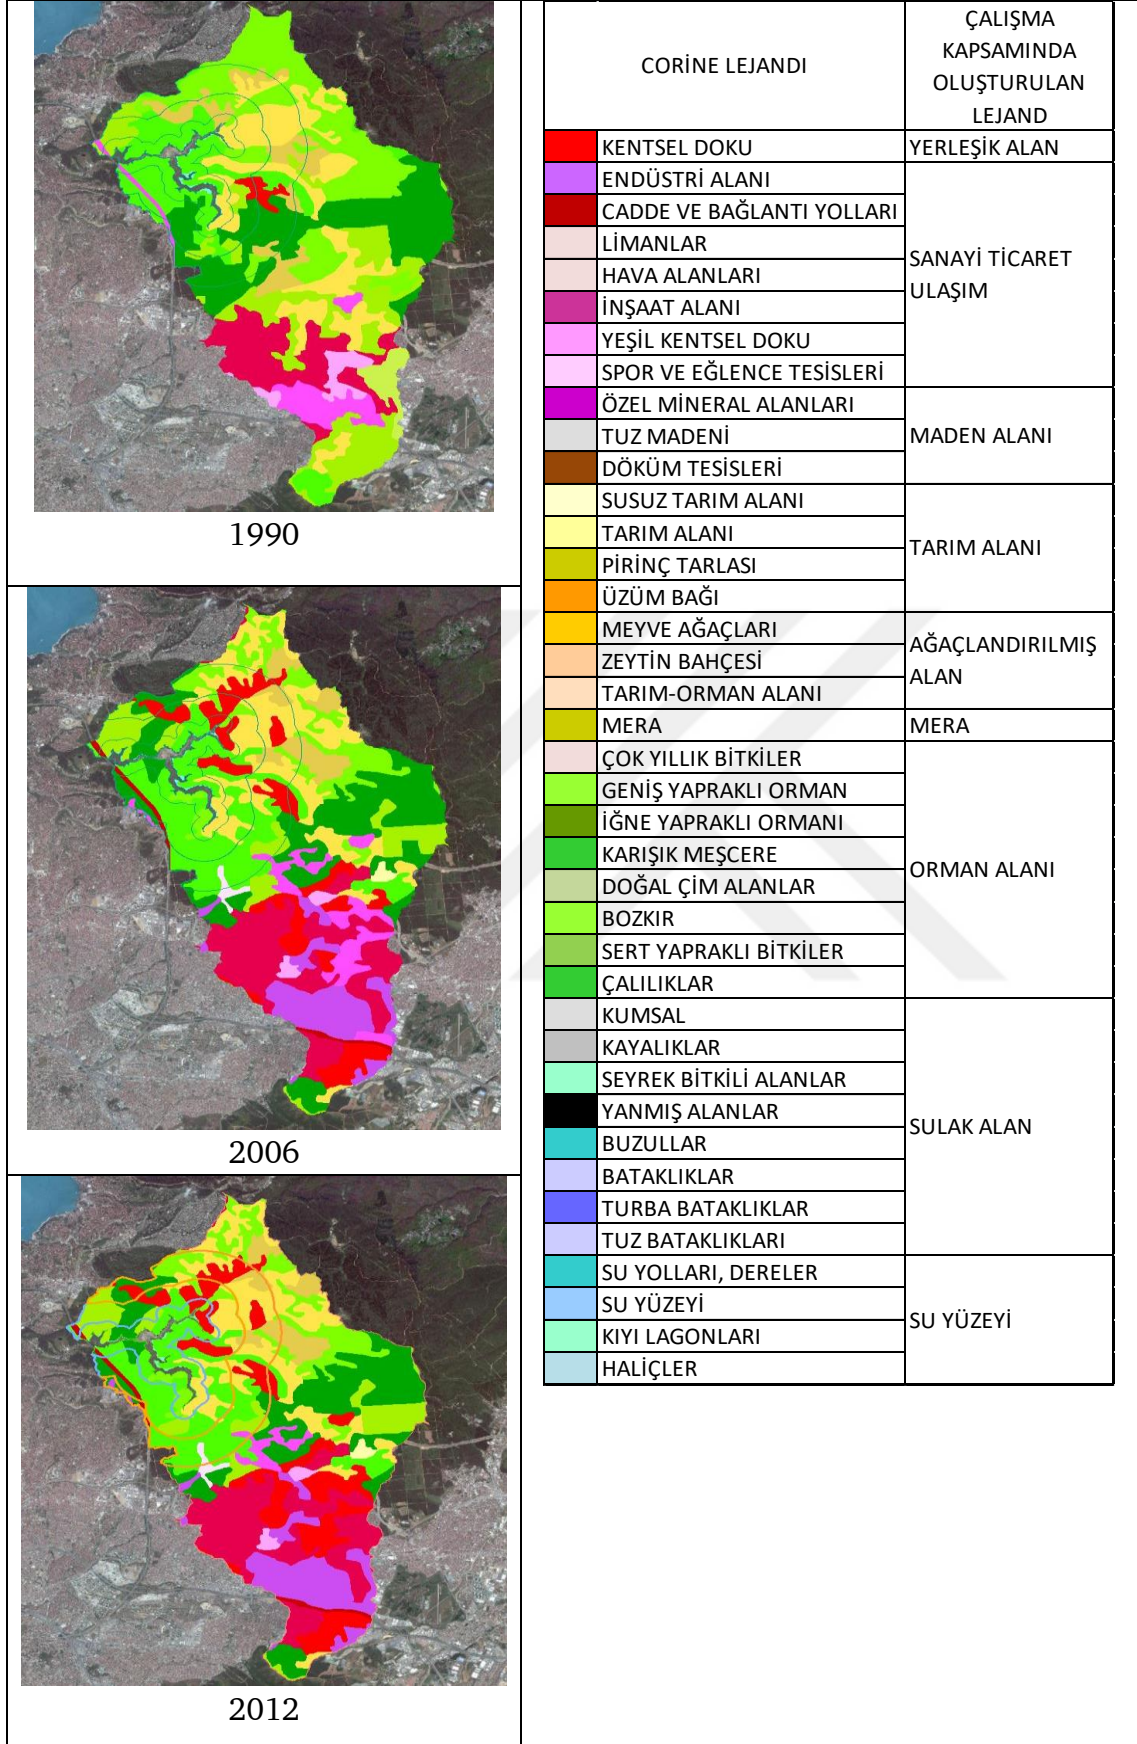 1990
2006
2012
CORİNE LEJANDI
ÇALIŞMA
KAPSAMINDA
OLUŞTURULAN
LEJAND
KENTSEL DOKU
YERLEŞİK ALAN
ENDÜSTRİ ALANI
CADDE VE BAĞLANTI YOLLARI
LİMANLAR
HAVA ALANLARI
İNŞAAT ALANI
YEŞİL KENTSEL DOKU
SPOR VE EĞLENCE TESİSLERİ
SANAYİ TİCARET
ULAŞIM
ÖZEL MİNERAL ALANLARI
TUZ MADENİ
DÖKÜM TESİSLERİ
MADEN ALANI
SUSUZ TARIM ALANI
TARIM ALANI
PİRİNÇ TARLASI
ÜZÜM BAĞI
TARIM ALANI
MEYVE AĞAÇLARI
ZEYTİN BAHÇESİ
TARIM-ORMAN ALANI
AĞAÇLANDIRILMIŞ
ALAN
MERA
MERA
ÇOK YILLIK BİTKİLER
GENİŞ YAPRAKLI ORMAN
İĞNE YAPRAKLI ORMANI
KARIŞIK MEŞCERE
DOĞAL ÇİM ALANLAR
BOZKIR
SERT YAPRAKLI BİTKİLER
ÇALILIKLAR
ORMAN ALANI
KUMSAL
KAYALIKLAR
SEYREK BİTKİLİ ALANLAR
YANMIŞ ALANLAR
BUZULLAR
BATAKLIKLAR
TURBA BATAKLIKLAR
TUZ BATAKLIKLARI
SULAK ALAN
SU YOLLARI, DERELER
SU YÜZEYİ
KIYI LAGONLARI
HALİÇLER
SU YÜZEYİ